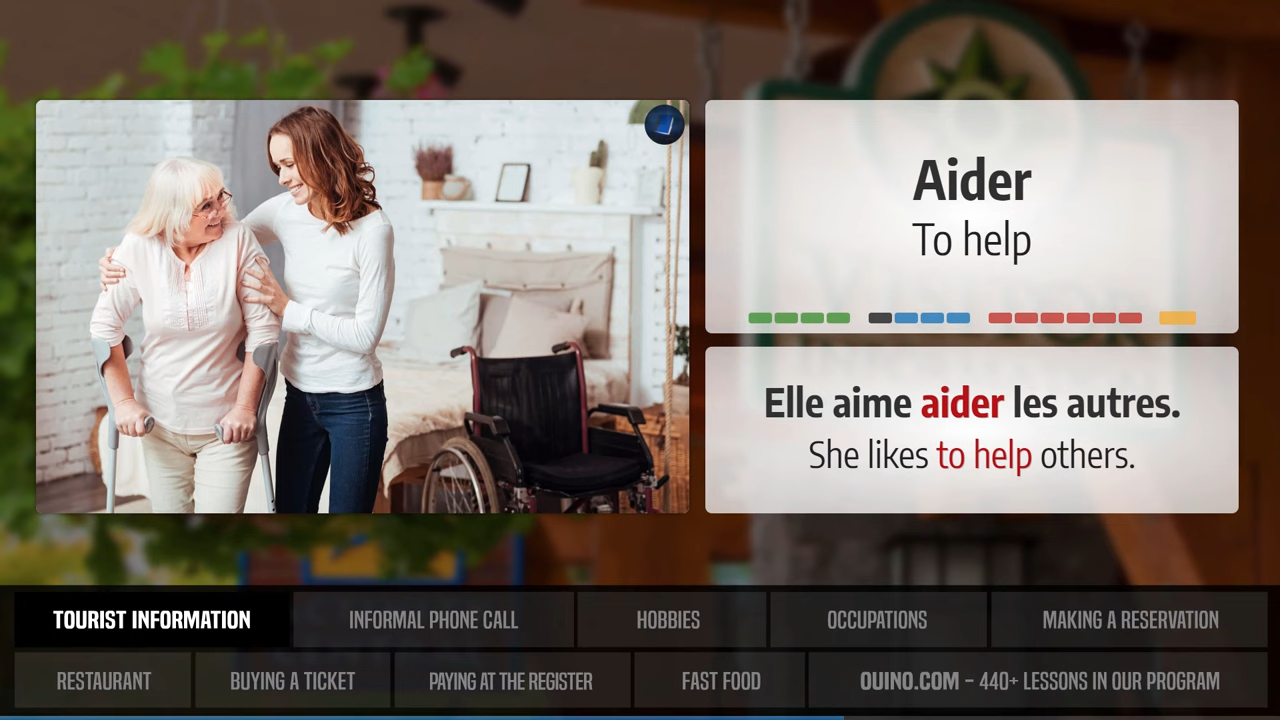 Aider
To help
Elle aime aider les autres.
She likes to help others.
TOURIST INFORMATION
INFORMAL PHONE CALL
HOBBIES
OCCUPATIONS
MAKING A RESERVATION
RESTAURANT
BUYING A TICKET
PAYING AT THE REGISTER
FAST FOOD
OUINO.COM – 440+ LESSONS IN OUR PROGRAM